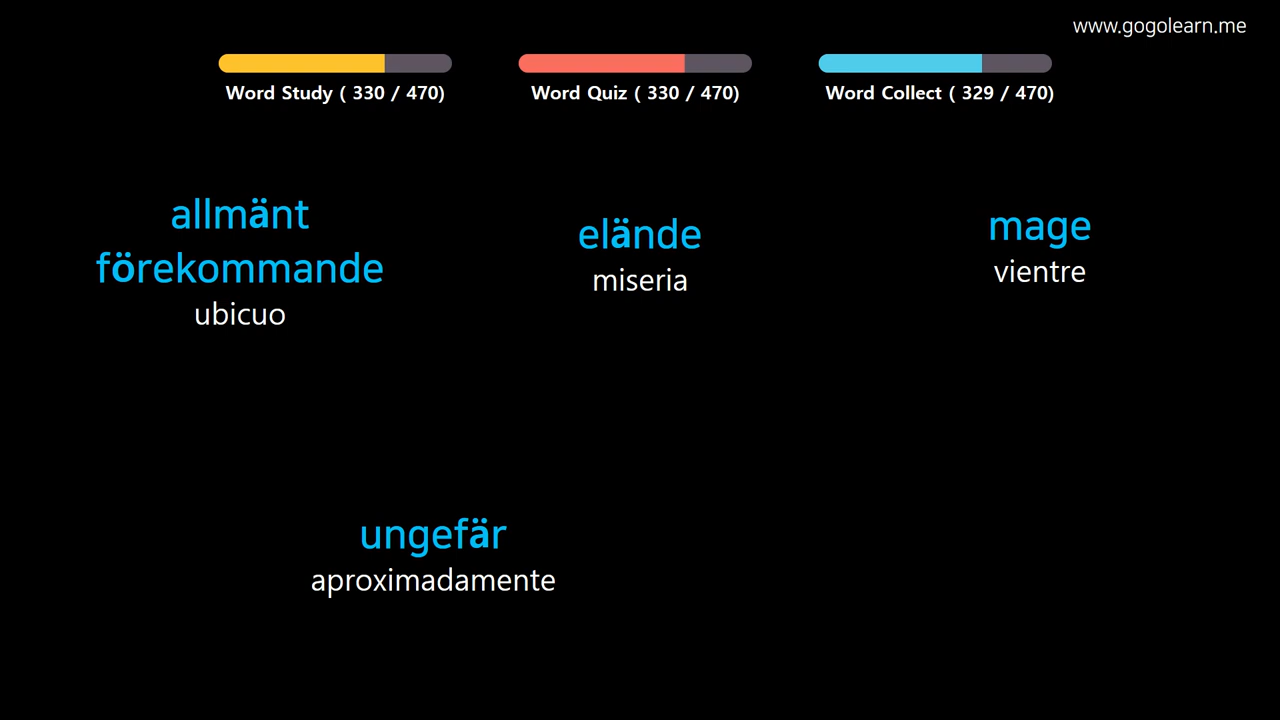 www.gogolearn.me
Word Study ( 330 / 470)
Word Quiz ( 330 / 470)
Word Collect ( 329 / 470)
allmänt
förekommande
ubicuo
elände
miseria
mage
vientre
ungefär
aproximadamente